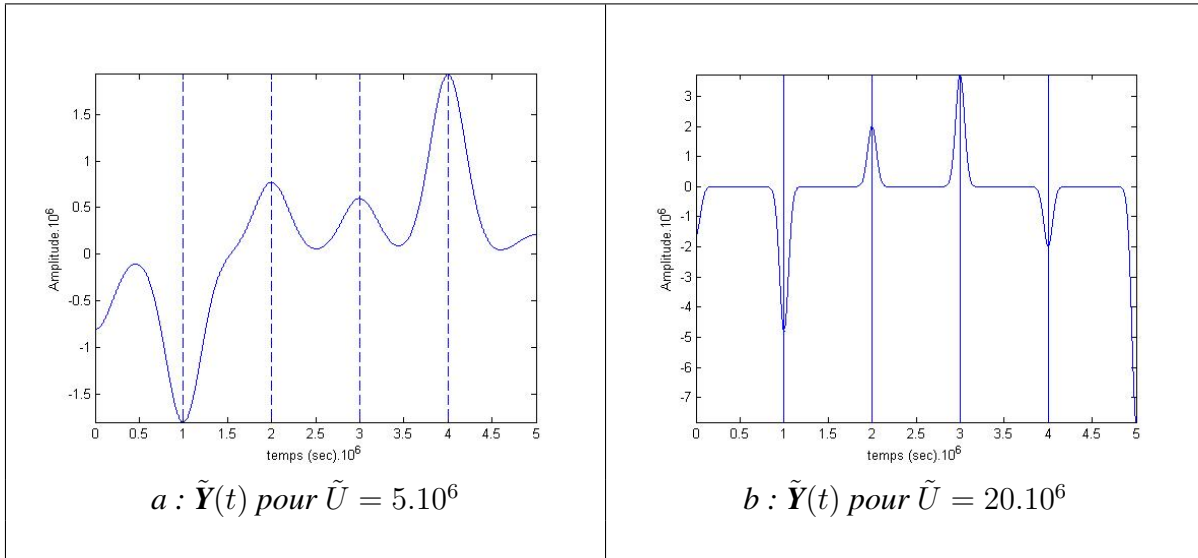 1.5
1
0.5
0
-0.5
-1
-1.5
Amplitude.10⁶
0 0.5 1 1.5 2 2.5 3 3.5 4 4.5 5
temps (sec).10⁶
a : Ỹ(t) pour Ũ = 5.10⁶
3
2
1
0
-1
-2
-3
-4
-5
-6
-7
Amplitude.10⁶
0 0.5 1 1.5 2 2.5 3 3.5 4 4.5 5
temps (sec).10⁶
b : Ỹ(t) pour Ũ = 20.10⁶